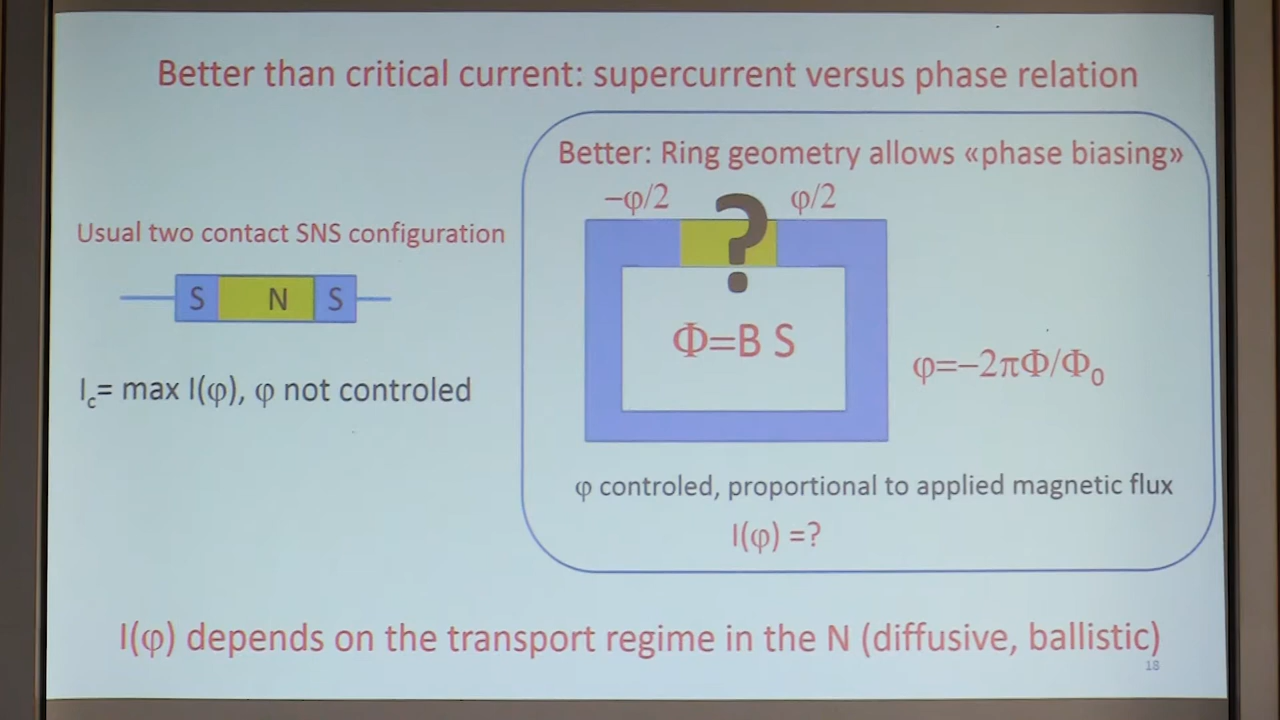 Better than critical current: supercurrent versus phase relation
Usual two contact SNS configuration
S N S
I_c= max I(φ), φ not controled
Better: Ring geometry allows «phase biasing»
–φ/2 ? φ/2
Φ=B S
φ=–2πΦ/Φ₀
φ controled, proportional to applied magnetic flux
I(φ) =?
I(φ) depends on the transport regime in the N (diffusive, ballistic)
18